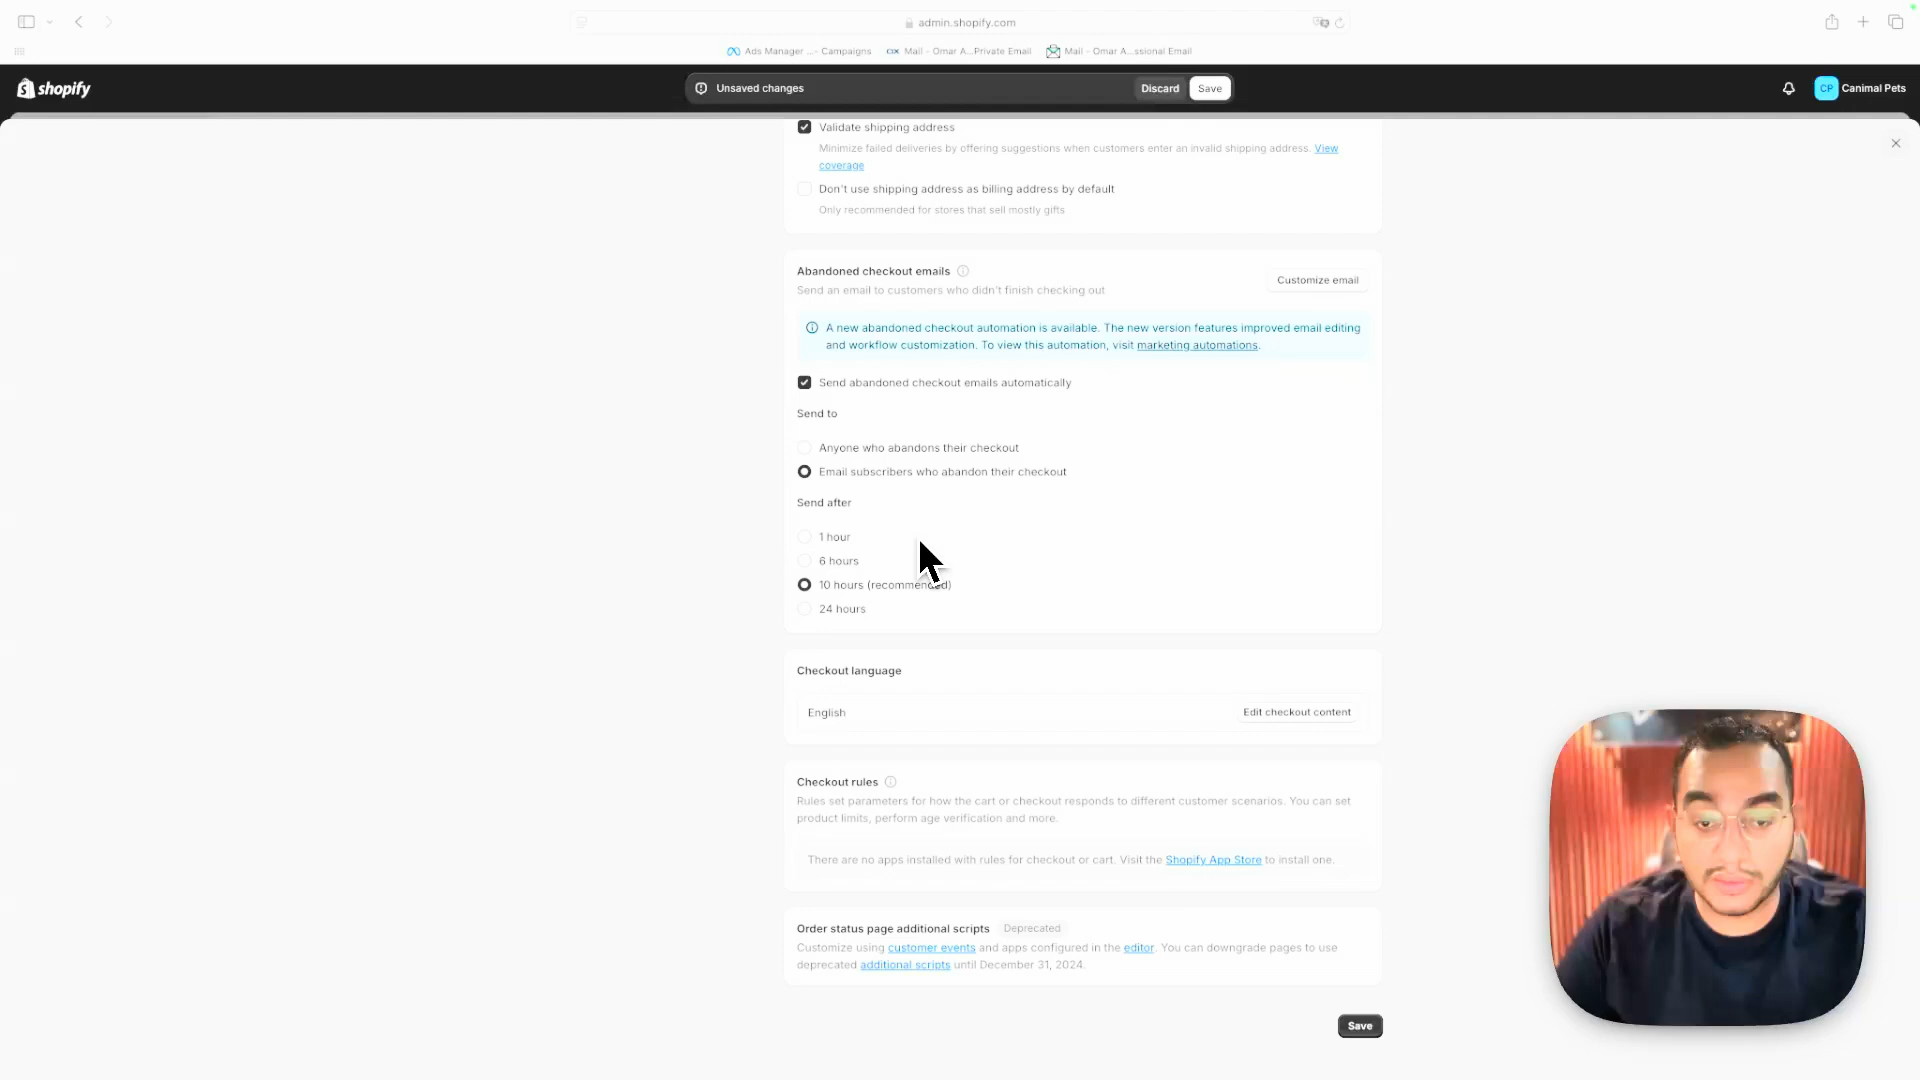 admin.shopify.com
Ads Manager ...- Campaigns
Mail - Omar A...Private Email
Mail - Omar A...ssional Email
shopify
Unsaved changes
Discard
Save
CP
Canimal Pets
Validate shipping address
Minimize failed deliveries by offering suggestions when customers enter an invalid shipping address. View
coverage
Don't use shipping address as billing address by default
Only recommended for stores that sell mostly gifts
Abandoned checkout emails
Customize email
Send an email to customers who didn't finish checking out
A new abandoned checkout automation is available. The new version features improved email editing
and workflow customization. To view this automation, visit marketing automations.
Send abandoned checkout emails automatically
Send to
Anyone who abandons their checkout
Email subscribers who abandon their checkout
Send after
1 hour
6 hours
10 hours (recommended)
24 hours
Checkout language
English
Edit checkout content
Checkout rules
Rules set parameters for how the cart or checkout responds to different customer scenarios. You can set
product limits, perform age verification and more.
There are no apps installed with rules for checkout or cart. Visit the Shopify App Store to install one.
Order status page additional scripts
Deprecated
Customize using customer events and apps configured in the editor. You can downgrade pages to use
deprecated additional scripts until December 31, 2024.
Save